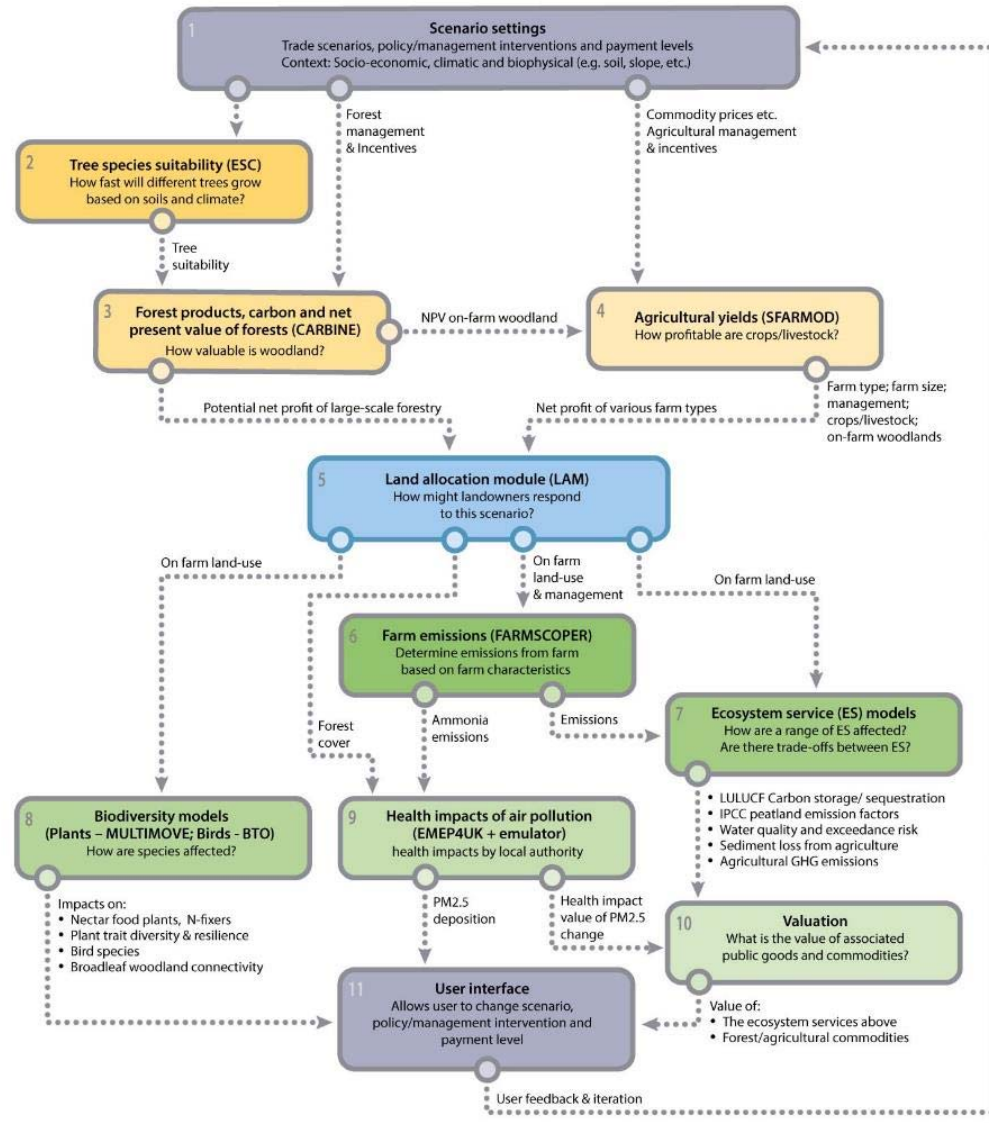 1
Scenario settings
Trade scenarios, policy/management interventions and payment levels
Context: Socio-economic, climatic and biophysical (e.g. soil, slope, etc.)
Forest
management
& Incentives
Commodity prices etc.
Agricultural management
& incentives
2
Tree species suitability (ESC)
How fast will different trees grow
based on soils and climate?
Tree
suitability
3
Forest products, carbon and net
present value of forests (CARBINE)
How valuable is woodland?
NPV on-farm woodland
4
Agricultural yields (SFARMOD)
How profitable are crops/livestock?
Potential net profit of large-scale forestry
Net profit of various farm types
Farm type; farm size;
management;
crops/livestock;
on-farm woodlands
5
Land allocation module (LAM)
How might landowners respond
to this scenario?
On farm land-use
On farm
land-use
& management
On farm land-use
6
Farm emissions (FARMSCOPER)
Determine emissions from farm
based on farm characteristics
Forest
cover
Ammonia
emissions
Emissions
7
Ecosystem service (ES) models
How are a range of ES affected?
Are there trade-offs between ES?
• LULUCF Carbon storage/ sequestration
• IPCC peatland emission factors
• Water quality and exceedance risk
• Sediment loss from agriculture
• Agricultural GHG emissions
8
Biodiversity models
(Plants – MULTIMOVE; Birds - BTO)
How are species affected?
9
Health impacts of air pollution
(EMEP4UK + emulator)
health impacts by local authority
Impacts on:
• Nectar food plants, N-fixers
• Plant trait diversity & resilience
• Bird species
• Broadleaf woodland connectivity
PM2.5
deposition
Health impact
value of PM2.5
change
10
Valuation
What is the value of associated
public goods and commodities?
11
User interface
Allows user to change scenario,
policy/management intervention and
payment level
Value of:
• The ecosystem services above
• Forest/agricultural commodities
User feedback & iteration